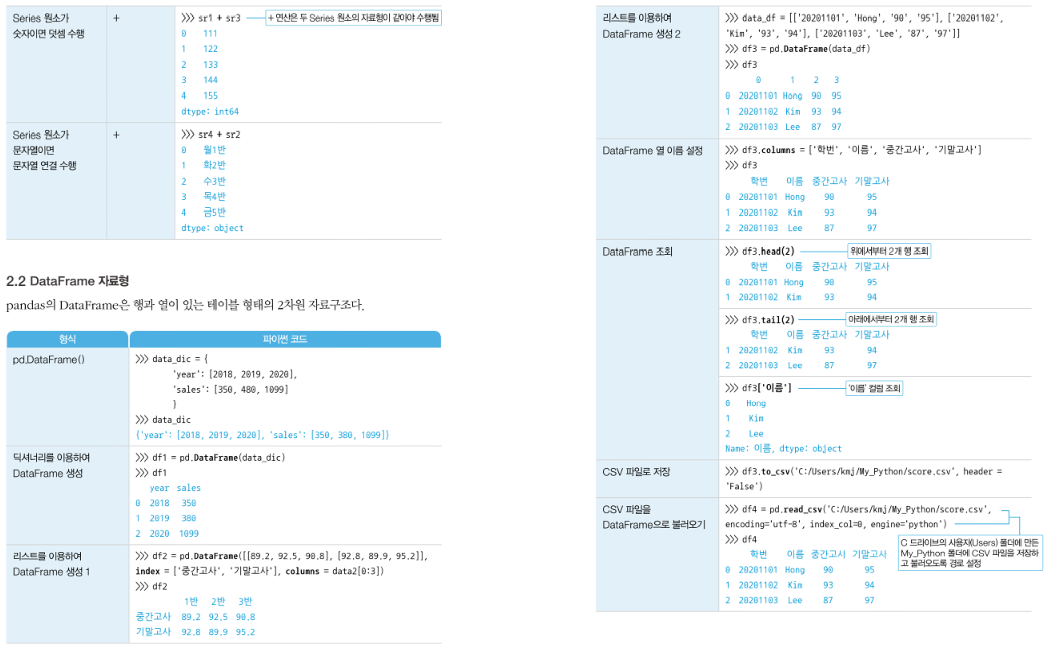 Series 원소가
숫자이면 덧셈 수행
+
>>> sr1 + sr3
+ 연산은 두 Series 원소의 자료형이 같아야 수행됨
0 111
1 122
2 133
3 144
4 155
dtype: int64
Series 원소가
문자열이면
문자열 연결 수행
+
>>> sr4 + sr2
0 월1반
1 화2반
2 수3반
3 목4반
4 금5반
dtype: object
2.2 DataFrame 자료형
pandas의 DataFrame은 행과 열이 있는 테이블 형태의 2차원 자료구조다.
형식 파이썬 코드
pd.DataFrame()
>>> data_dic = {
'year': [2018, 2019, 2020],
'sales': [350, 480, 1099]
}
>>> data_dic
{'year': [2018, 2019, 2020], 'sales': [350, 380, 1099]}
딕셔너리를 이용하여
DataFrame 생성
>>> df1 = pd.DataFrame(data_dic)
>>> df1
year sales
0 2018 350
1 2019 380
2 2020 1099
리스트를 이용하여
DataFrame 생성 1
>>> df2 = pd.DataFrame([[89.2, 92.5, 90.8], [92.8, 89.9, 95.2]],
index = ['중간고사', '기말고사'], columns = data2[0:3])
>>> df2
1반 2반 3반
중간고사 89.2 92.5 90.8
기말고사 92.8 89.9 95.2
리스트를 이용하여
DataFrame 생성 2
>>> data_df = [['20201101', 'Hong', '90', '95'], ['20201102',
'Kim', '93', '94'], ['20201103', 'Lee', '87', '97']]
>>> df3 = pd.DataFrame(data_df)
>>> df3
0 1 2 3
0 20201101 Hong 90 95
1 20201102 Kim 93 94
2 20201103 Lee 87 97
DataFrame 열 이름 설정
>>> df3.columns = ['학번', '이름', '중간고사', '기말고사']
>>> df3
학번 이름 중간고사 기말고사
0 20201101 Hong 90 95
1 20201102 Kim 93 94
2 20201103 Lee 87 97
DataFrame 조회
>>> df3.head(2)
위에서부터 2개 행 조회
학번 이름 중간고사 기말고사
0 20201101 Hong 90 95
1 20201102 Kim 93 94
>>> df3.tail(2)
아래에서부터 2개 행 조회
학번 이름 중간고사 기말고사
1 20201102 Kim 93 94
2 20201103 Lee 87 97
>>> df3['이름']
'이름' 컬럼 조회
0 Hong
1 Kim
2 Lee
Name: 이름, dtype: object
CSV 파일로 저장
>>> df3.to_csv('C:/Users/kmj/My_Python/score.csv', header =
'False')
CSV 파일을
DataFrame으로 불러오기
>>> df4 = pd.read_csv('C:/Users/kmj/My_Python/score.csv',
encoding='utf-8', index_col=0, engine='python')
>>> df4
학번 이름 중간고사 기말고사
0 20201101 Hong 90 95
1 20201102 Kim 93 94
2 20201103 Lee 87 97
C 드라이브의 사용자(Users) 폴더에 만든
My_Python 폴더에 CSV 파일을 저장하
고 불러오도록 경로 설정